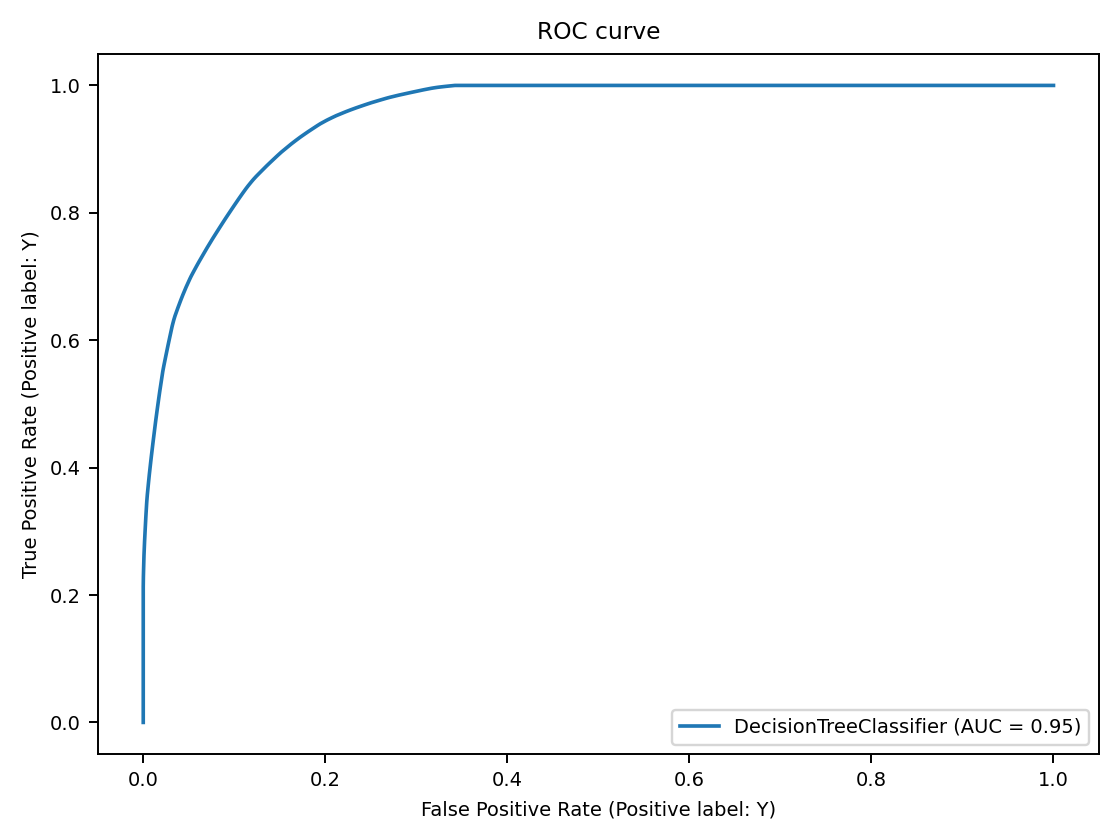 ROC curve
True Positive Rate (Positive label: Y)
1.0
0.8
0.6
0.4
0.2
0.0
DecisionTreeClassifier (AUC = 0.95)
0.0 0.2 0.4 0.6 0.8 1.0
False Positive Rate (Positive label: Y)